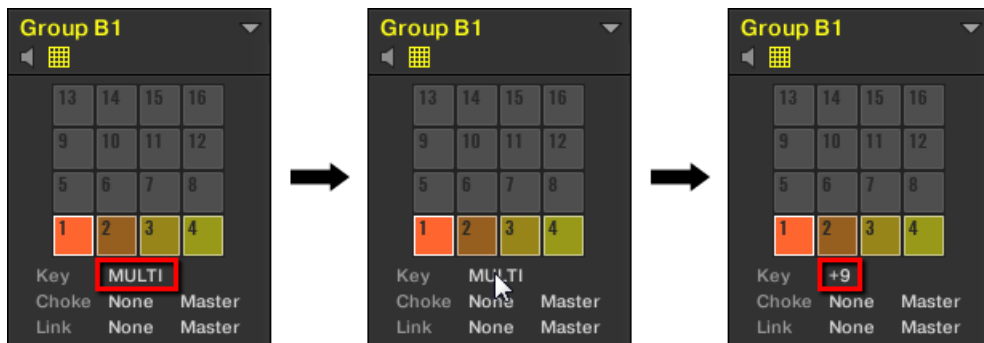 Group B1
13 14 15 16
9 10 11 12
5 6 7 8
1 2 3 4
Key MULTI
Choke None Master
Link None Master
Group B1
13 14 15 16
9 10 11 12
5 6 7 8
1 2 3 4
Key MULTI
Choke None Master
Link None Master
Group B1
13 14 15 16
9 10 11 12
5 6 7 8
1 2 3 4
Key +9
Choke None Master
Link None Master